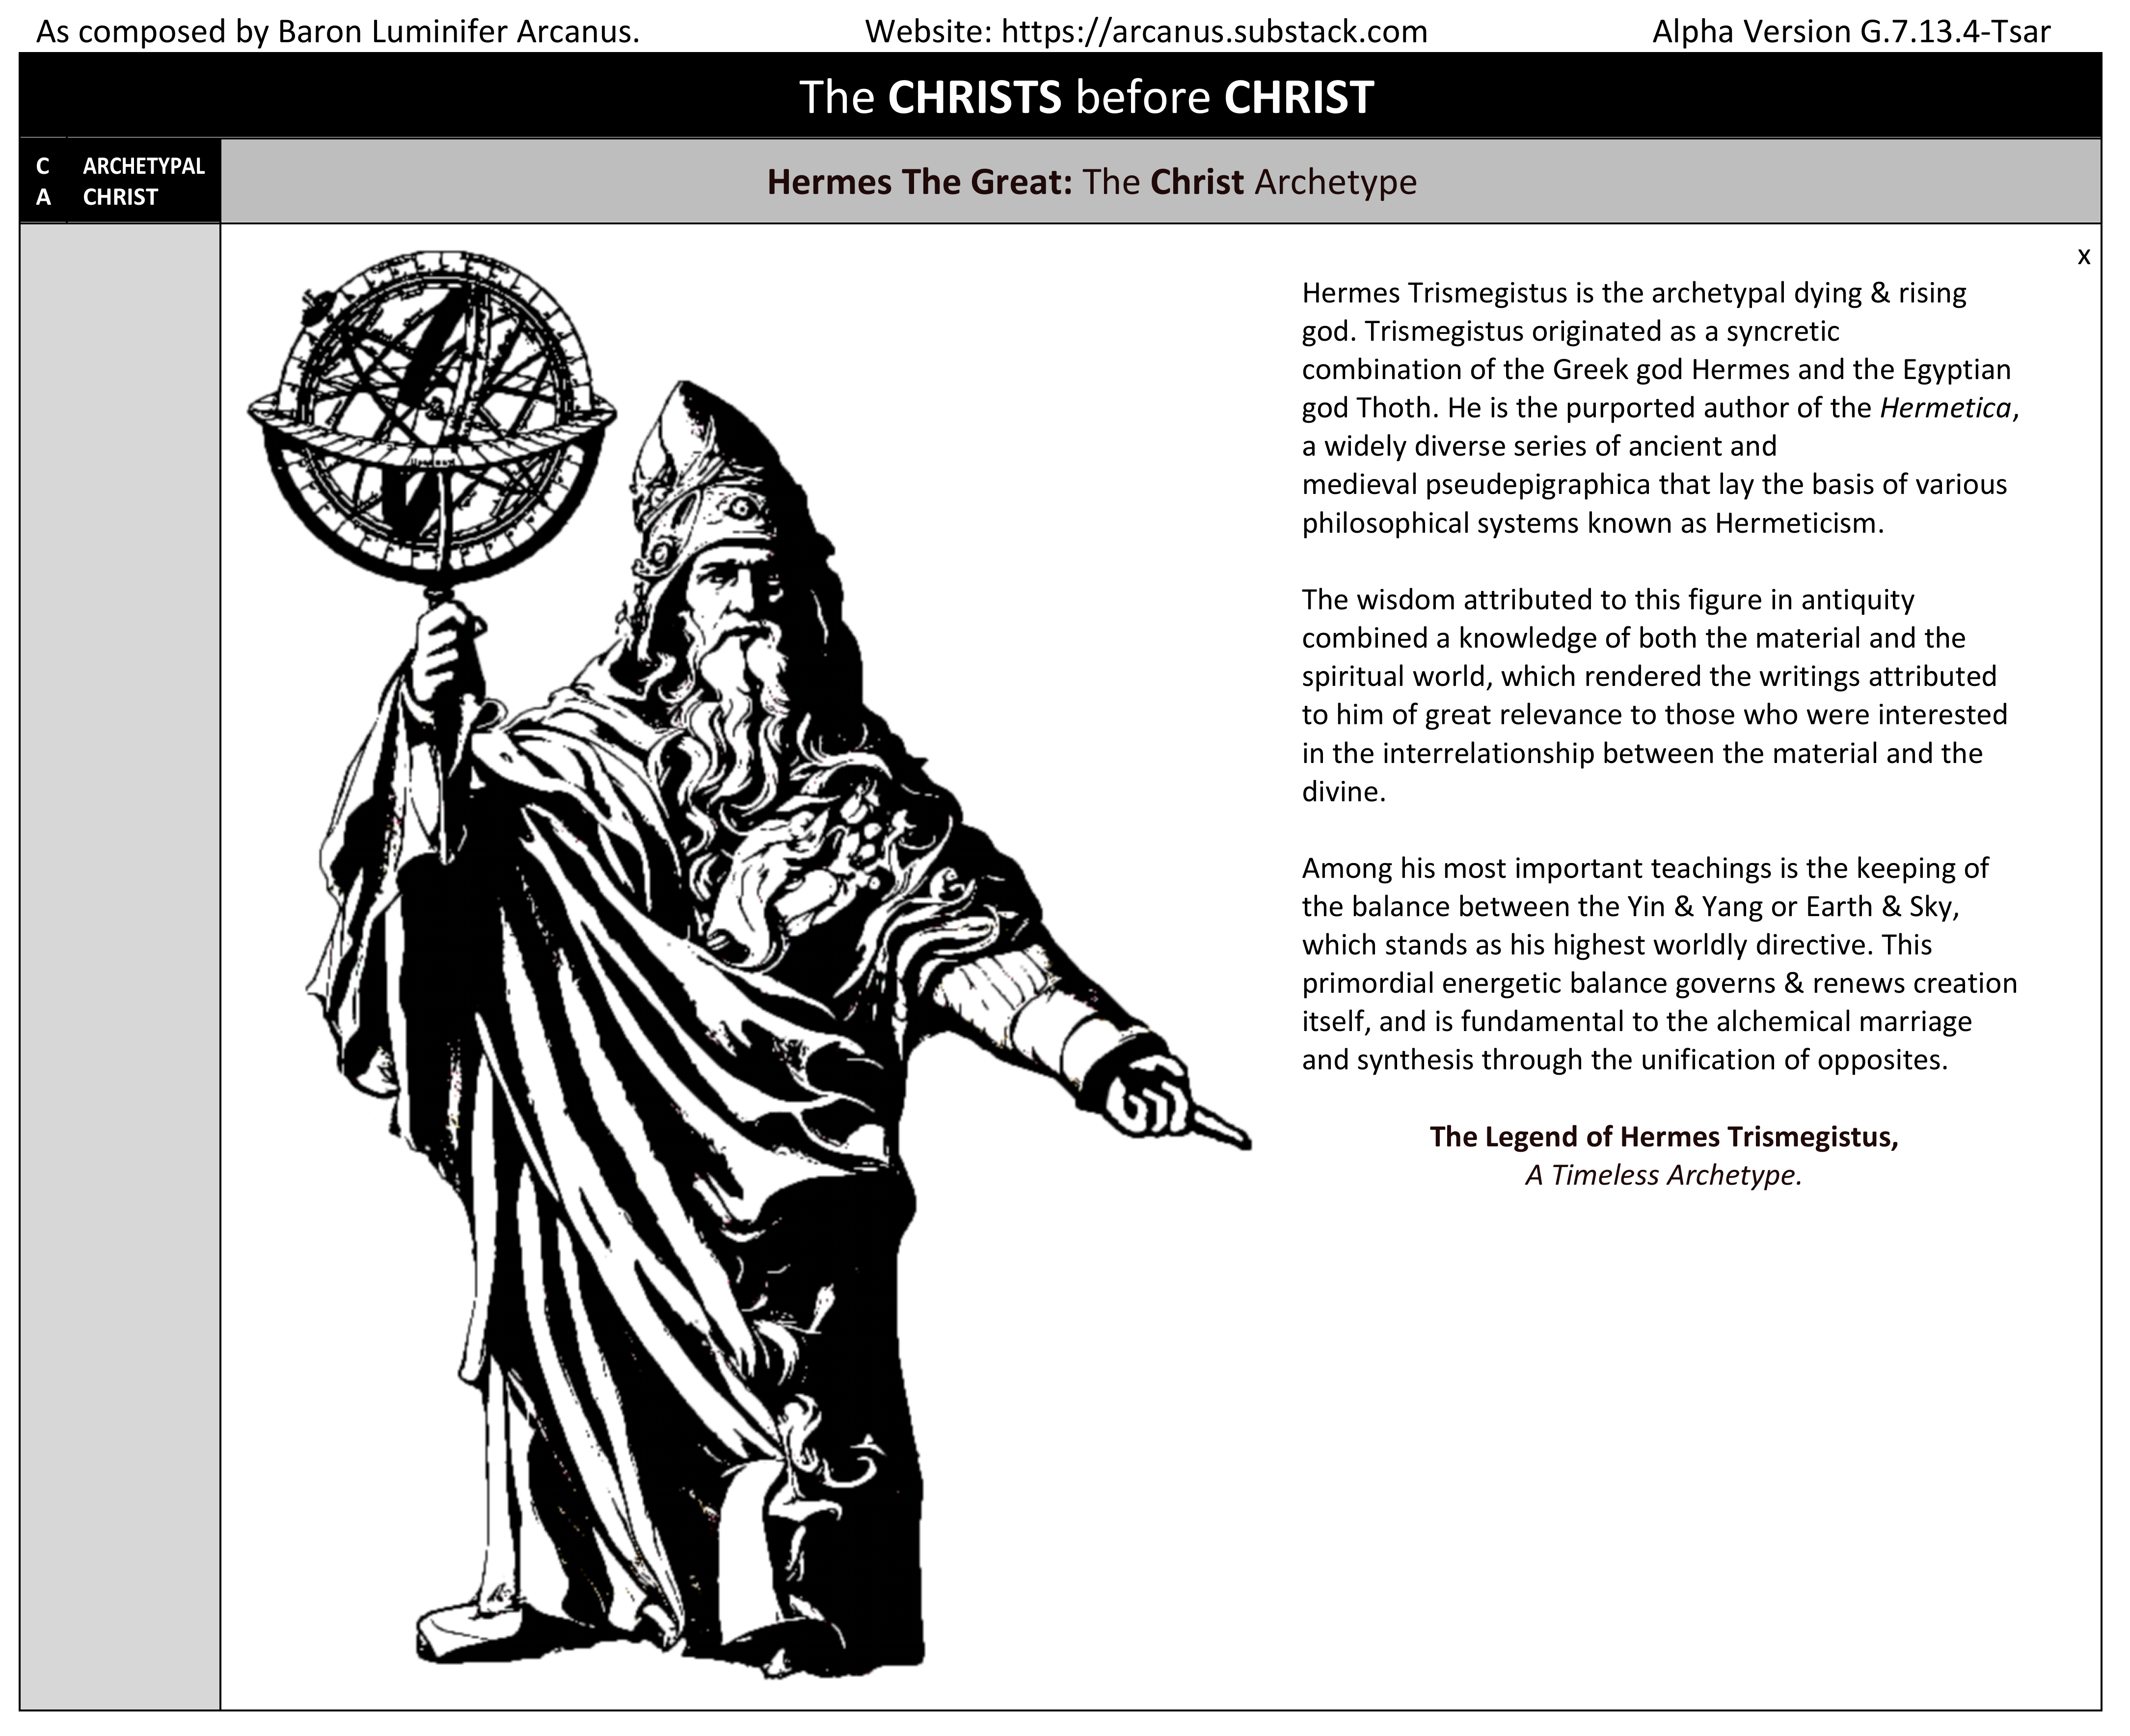 As composed by Baron Luminifer Arcanus. Website: https://arcanus.substack.com Alpha Version G.7.13.4-Tsar
The CHRISTS before CHRIST
C ARCHETYPAL
A CHRIST
Hermes The Great: The Christ Archetype
x
Hermes Trismegistus is the archetypal dying & rising
god. Trismegistus originated as a syncretic
combination of the Greek god Hermes and the Egyptian
god Thoth. He is the purported author of the Hermetica,
a widely diverse series of ancient and
medieval pseudepigraphica that lay the basis of various
philosophical systems known as Hermeticism.
The wisdom attributed to this figure in antiquity
combined a knowledge of both the material and the
spiritual world, which rendered the writings attributed
to him of great relevance to those who were interested
in the interrelationship between the material and the
divine.
Among his most important teachings is the keeping of
the balance between the Yin & Yang or Earth & Sky,
which stands as his highest worldly directive. This
primordial energetic balance governs & renews creation
itself, and is fundamental to the alchemical marriage
and synthesis through the unification of opposites.
The Legend of Hermes Trismegistus,
A Timeless Archetype.